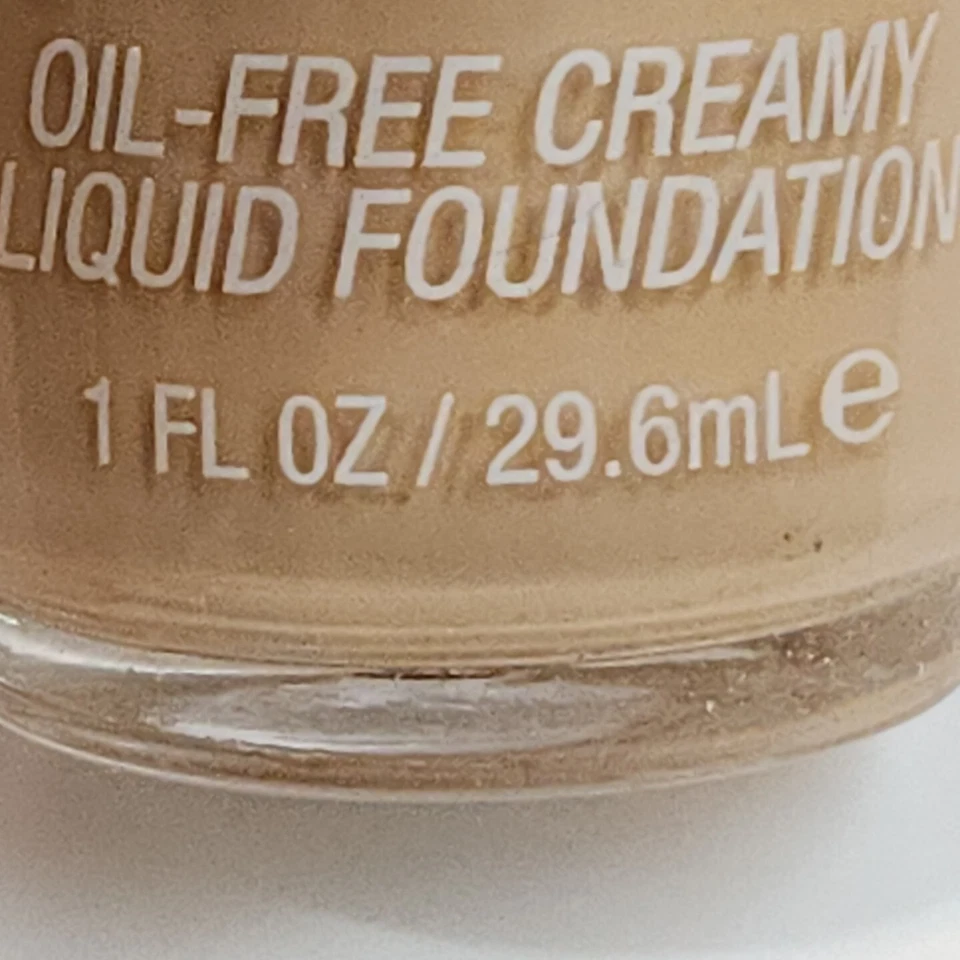 OIL-FREE CREAMY
LIQUID FOUNDATION
1 FL OZ / 29.6mL e